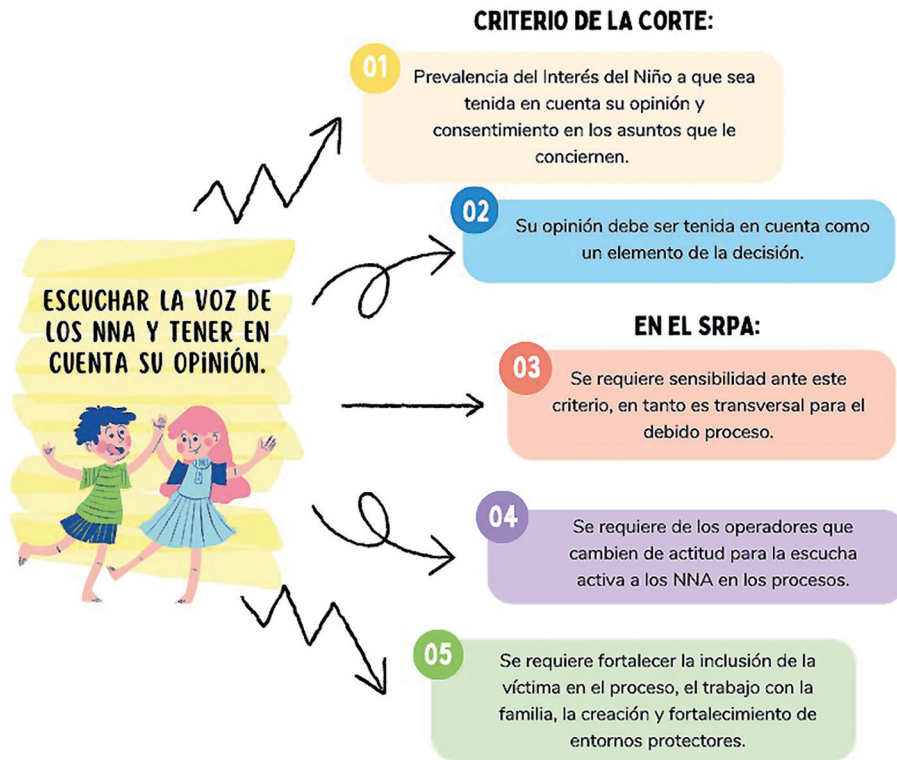 CRITERIO DE LA CORTE:
01
Prevalencia del Interés del Niño a que sea
tenida en cuenta su opinión y
consentimiento en los asuntos que le
conciernen.
02
Su opinión debe ser tenida en cuenta como
un elemento de la decisión.
ESCUCHAR LA VOZ DE
LOS NNA Y TENER EN
CUENTA SU OPINIÓN.
EN EL SRPA:
03
Se requiere sensibilidad ante este
criterio, en tanto es transversal para el
debido proceso.
04
Se requiere de los operadores que
cambien de actitud para la escucha
activa a los NNA en los procesos.
05
Se requiere fortalecer la inclusión de la
víctima en el proceso, el trabajo con la
familia, la creación y fortalecimiento de
entornos protectores.